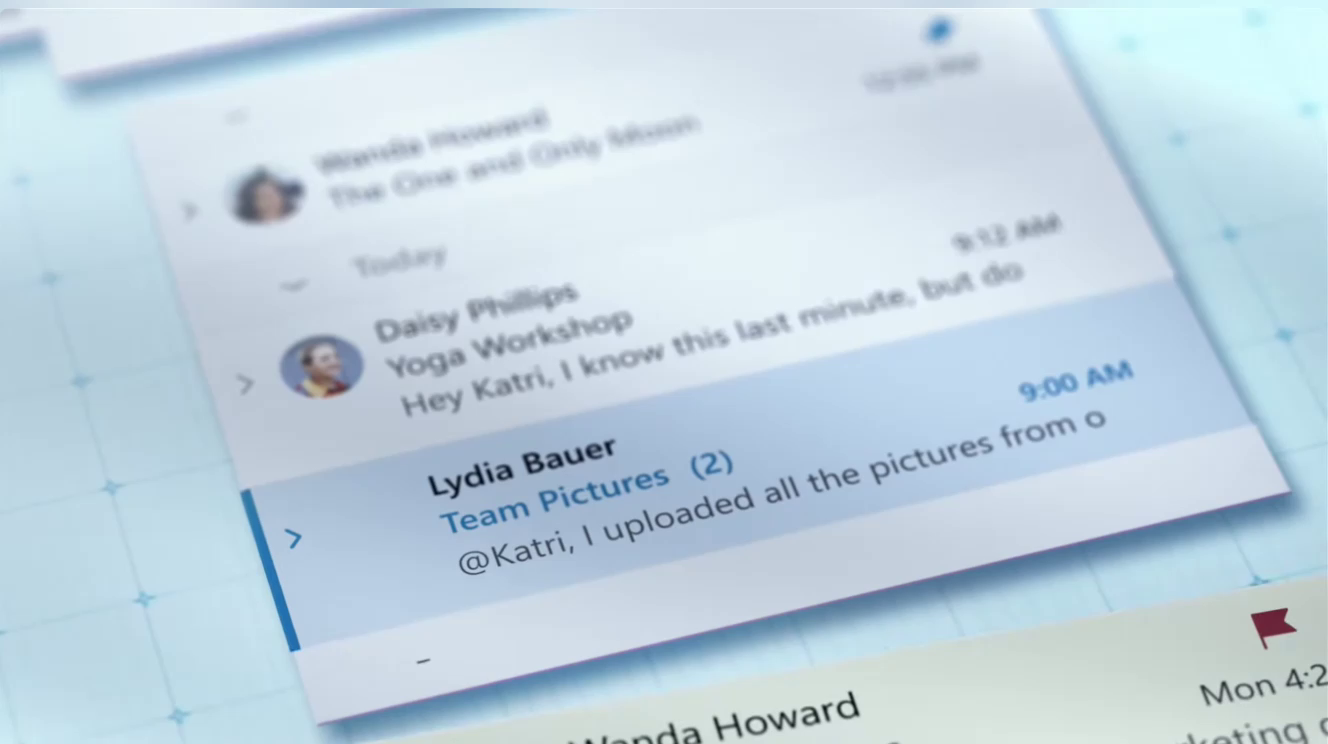 Wanda Howard
The One and Only Moon
Today
Daisy Phillips
9:12 AM
Yoga Workshop
Hey Katri, I know this last minute, but do
Lydia Bauer
9:00 AM
Team Pictures (2)
@Katri, I uploaded all the pictures from o
Wanda Howard
Mon 4:2